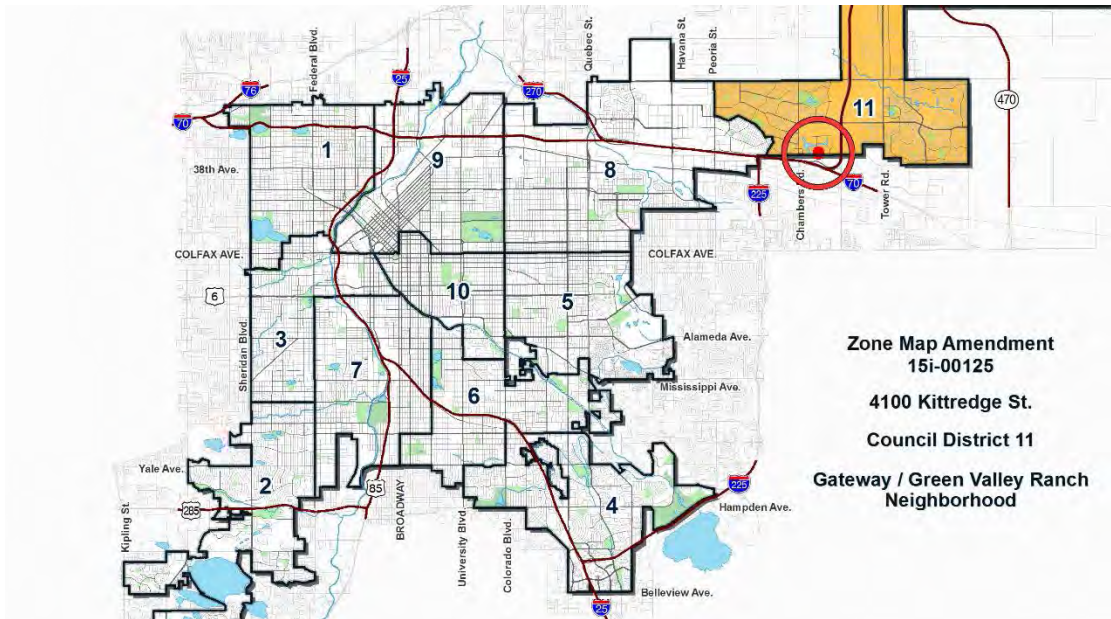 Federal Blvd.
Quebec St.
Havana St.
Peoria St.
76
25
270
70
11
470
1
9
8
38th Ave.
225
Chambers Rd.
70
Tower Rd.
COLFAX AVE.
COLFAX AVE.
6
10
5
3
Sheridan Blvd.
7
Alameda Ave.
6
Mississippi Ave.
Zone Map Amendment
15i-00125
4100 Kittredge St.
Council District 11
Gateway / Green Valley Ranch
Neighborhood
Yale Ave.
2
85
BROADWAY
4
225
Hampden Ave.
285
Kipling St.
University Blvd.
Colorado Blvd.
Belleview Ave.
25